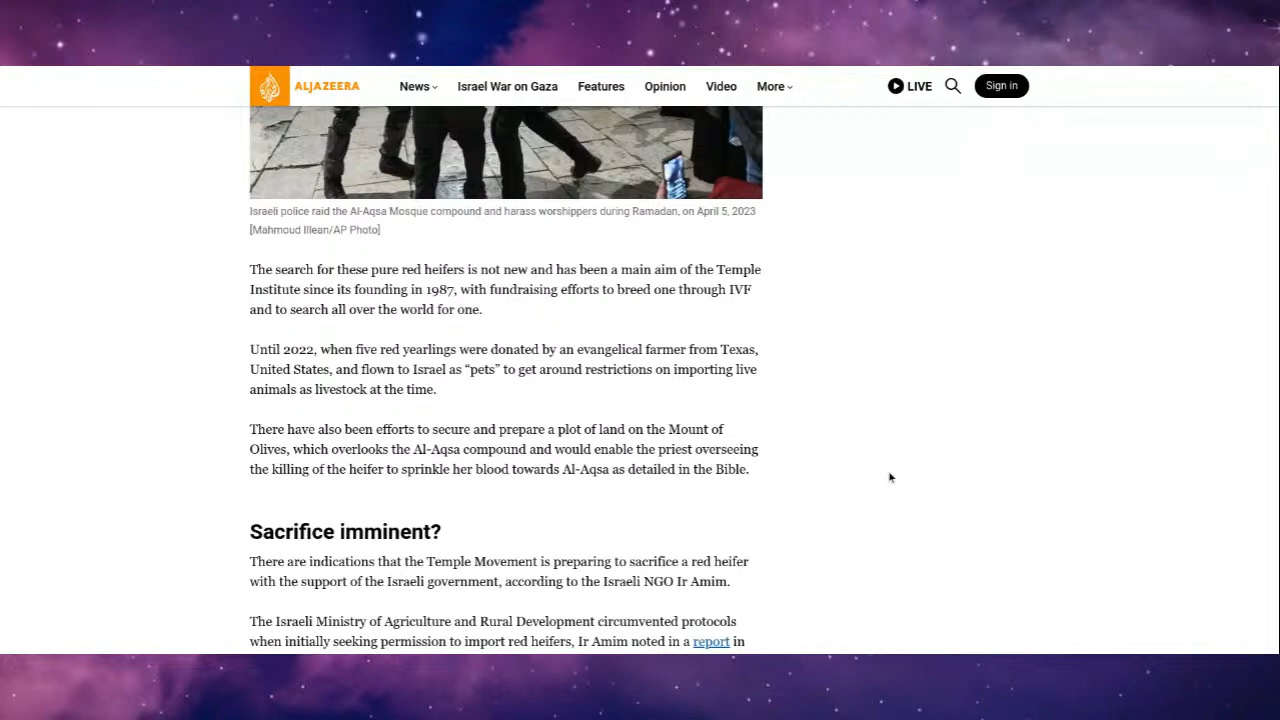 ALJAZEERA News Israel War on Gaza Features Opinion Video More LIVE Sign in
Israeli police raid the Al-Aqsa Mosque compound and harass worshippers during Ramadan, on April 5, 2023
[Mahmoud Illean/AP Photo]
The search for these pure red heifers is not new and has been a main aim of the Temple
Institute since its founding in 1987, with fundraising efforts to breed one through IVF
and to search all over the world for one.
Until 2022, when five red yearlings were donated by an evangelical farmer from Texas,
United States, and flown to Israel as “pets” to get around restrictions on importing live
animals as livestock at the time.
There have also been efforts to secure and prepare a plot of land on the Mount of
Olives, which overlooks the Al-Aqsa compound and would enable the priest overseeing
the killing of the heifer to sprinkle her blood towards Al-Aqsa as detailed in the Bible.
Sacrifice imminent?
There are indications that the Temple Movement is preparing to sacrifice a red heifer
with the support of the Israeli government, according to the Israeli NGO Ir Amim.
The Israeli Ministry of Agriculture and Rural Development circumvented protocols
when initially seeking permission to import red heifers, Ir Amim noted in a report in